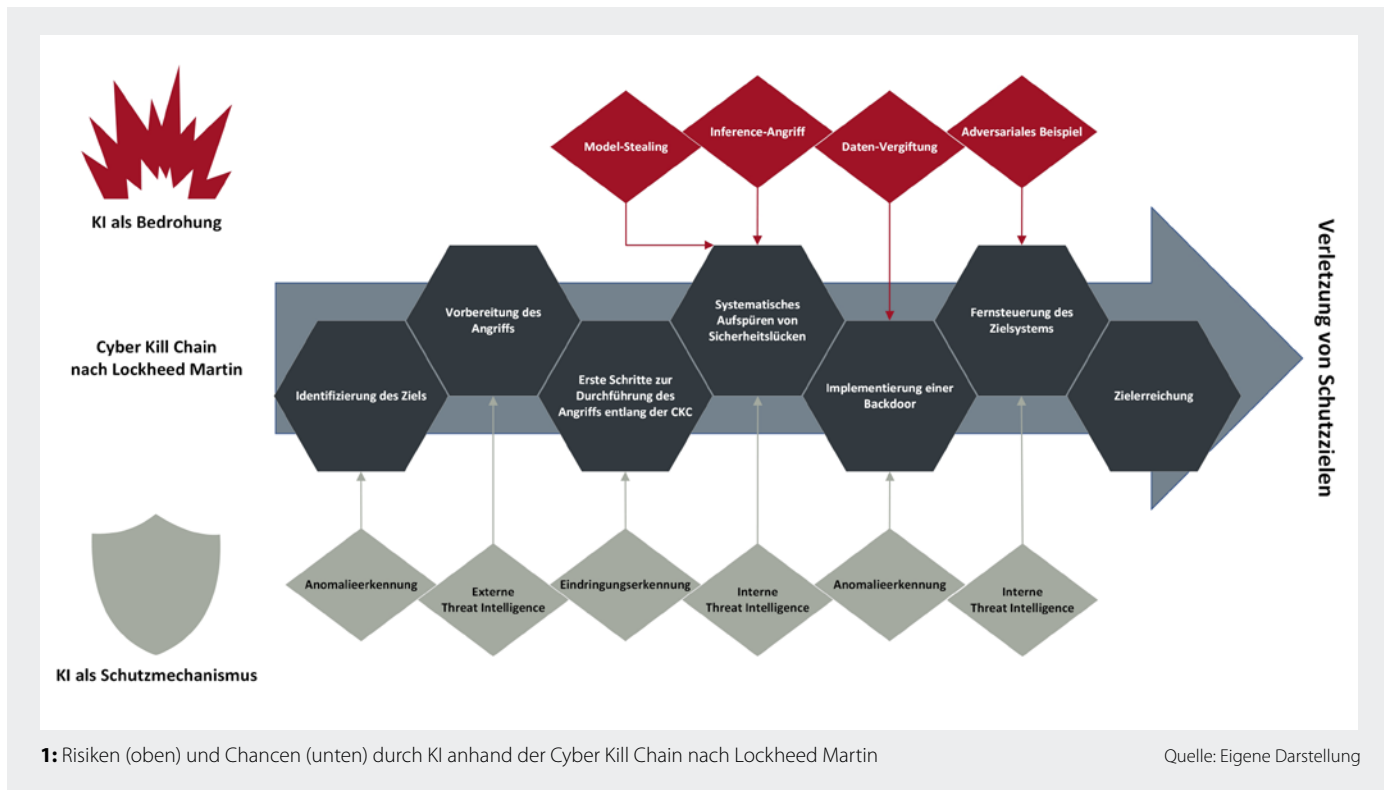 Model-Stealing
Inference-Angriff
Daten-Vergiftung
Adversariales Beispiel
KI als Bedrohung
Cyber Kill Chain
nach Lockheed Martin
Identifizierung des Ziels
Vorbereitung des
Angriffs
Erste Schritte zur
Durchführung des
Angriffs entlang der CKC
Systematisches
Aufspüren von
Sicherheitslücken
Implementierung einer
Backdoor
Fernsteuerung des
Zielsystems
Zielerreichung
Verletzung von Schutzzielen
Anomalieerkennung
Externe
Threat Intelligence
Eindringungserkennung
Interne
Threat Intelligence
Anomalieerkennung
Interne
Threat Intelligence
KI als Schutzmechanismus
1: Risiken (oben) und Chancen (unten) durch KI anhand der Cyber Kill Chain nach Lockheed Martin
Quelle: Eigene Darstellung